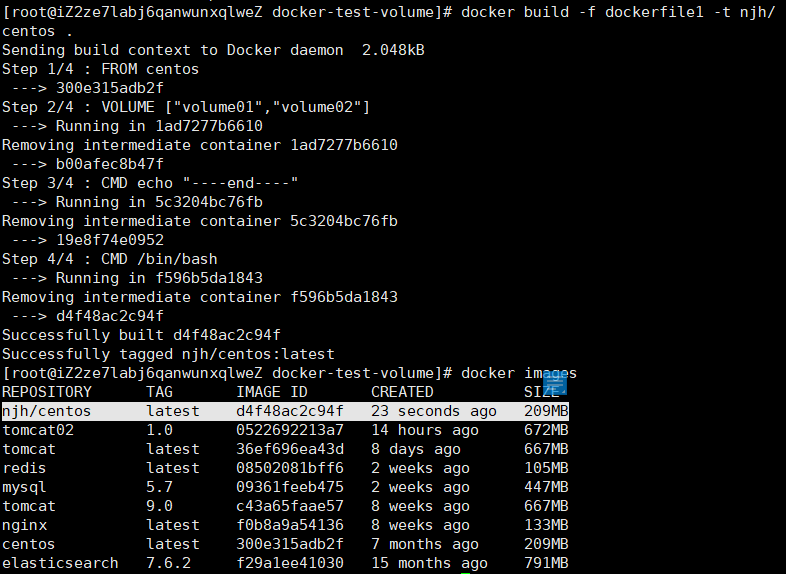 [root@iZ2ze7labj6qanwunxqlweZ docker-test-volume]# docker build -f dockerfile1 -t njh/
centos .
Sending build context to Docker daemon  2.048kB
Step 1/4 : FROM centos
 ---> 300e315adb2f
Step 2/4 : VOLUME ["volume01","volume02"]
 ---> Running in 1ad7277b6610
Removing intermediate container 1ad7277b6610
 ---> b00afec8b47f
Step 3/4 : CMD echo "----end----"
 ---> Running in 5c3204bc76fb
Removing intermediate container 5c3204bc76fb
 ---> 19e8f74e0952
Step 4/4 : CMD /bin/bash
 ---> Running in f596b5da1843
Removing intermediate container f596b5da1843
 ---> d4f48ac2c94f
Successfully built d4f48ac2c94f
Successfully tagged njh/centos:latest
[root@iZ2ze7labj6qanwunxqlweZ docker-test-volume]# docker images
REPOSITORY      TAG       IMAGE ID       CREATED          SIZE
njh/centos      latest    d4f48ac2c94f   23 seconds ago   209MB
tomcat02        1.0       0522692213a7   14 hours ago     672MB
tomcat          latest    36ef696ea43d   8 days ago       667MB
redis           latest    08502081bff6   2 weeks ago      105MB
mysql           5.7       09361feeb475   2 weeks ago      447MB
tomcat          9.0       c43a65faae57   8 weeks ago      667MB
nginx           latest    f0b8a9a54136   8 weeks ago      133MB
centos          latest    300e315adb2f   7 months ago     209MB
elasticsearch   7.6.2     f29a1ee41030   15 months ago    791MB